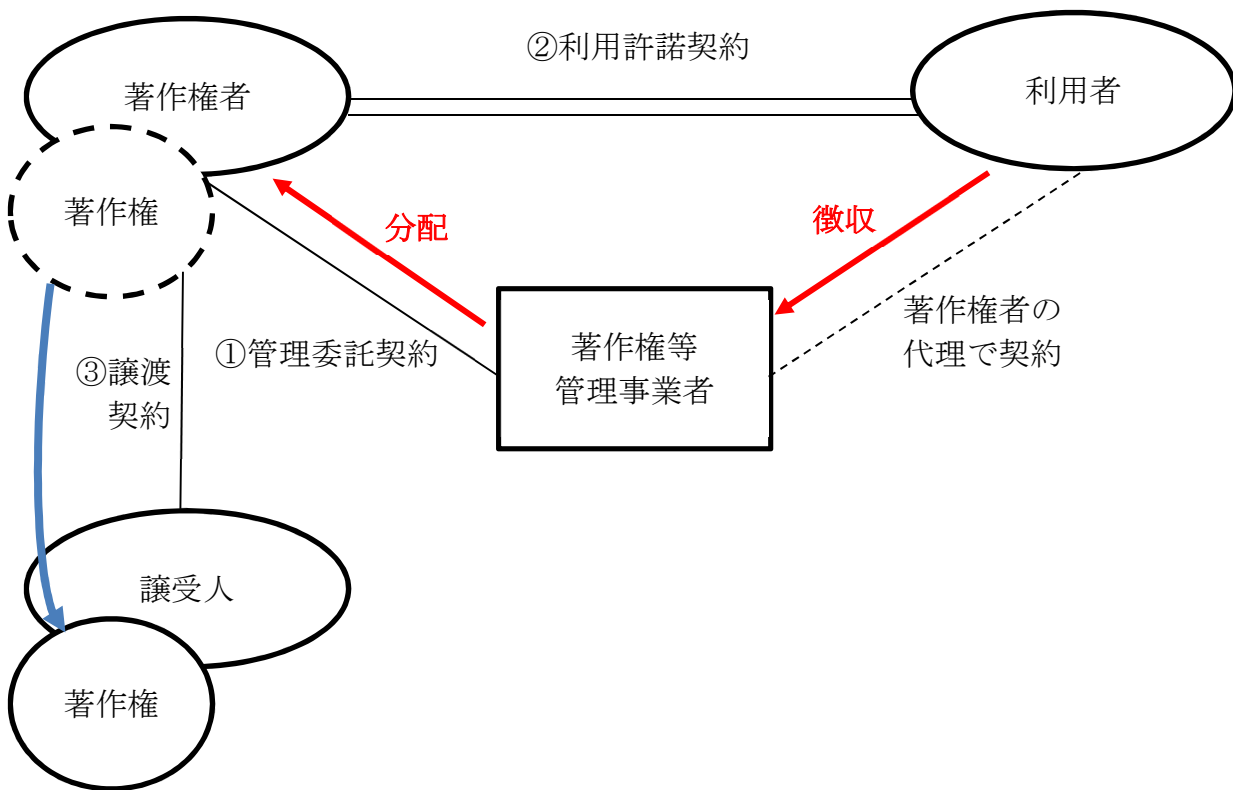 ②利用許諾契約
著作権者
利用者
著作権
分配
徴収
①管理委託契約
著作権等
管理事業者
著作権者の
代理で契約
③譲渡
契約
譲受人
著作権